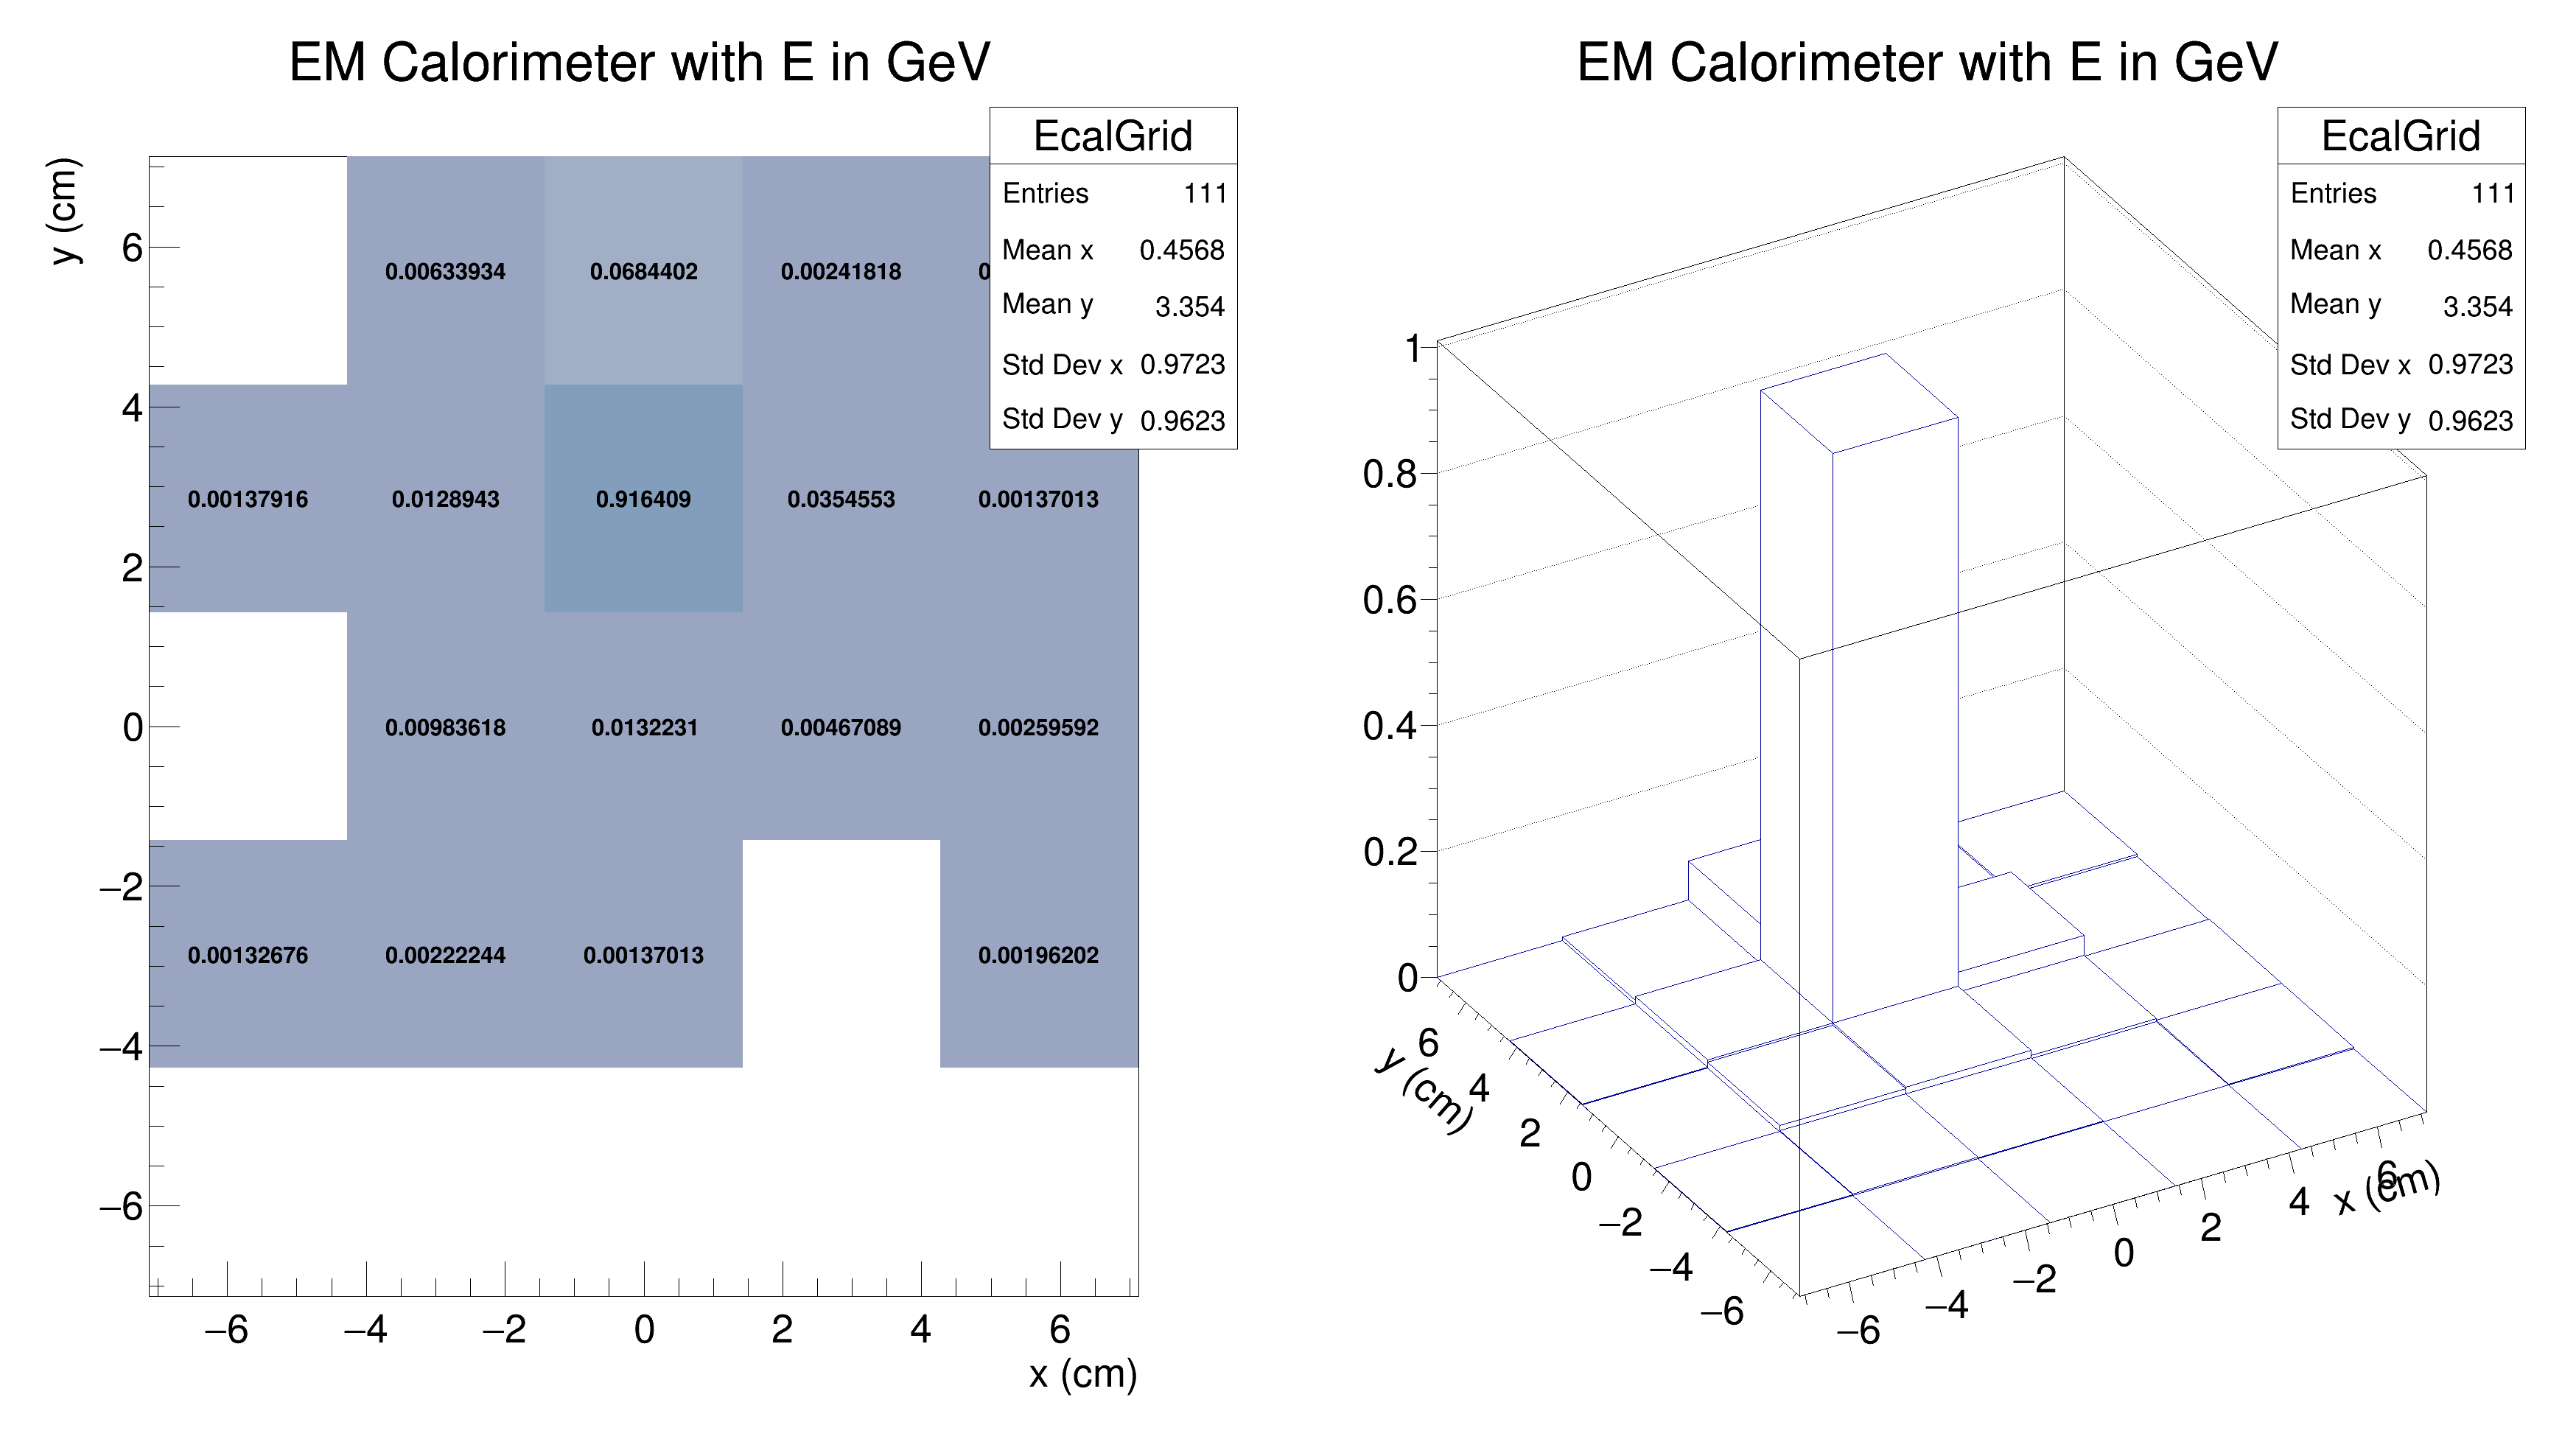 EM Calorimeter with E in GeV
EcalGrid
Entries 111
Mean x 0.4568
Mean y 3.354
Std Dev x 0.9723
Std Dev y 0.9623
y (cm)
6
4
2
0
−2
−4
−6
0.00633934 0.0684402 0.00241818 0
0.00137916 0.0128943 0.916409 0.0354553 0.00137013
0.00983618 0.0132231 0.00467089 0.00259592
0.00132676 0.00222244 0.00137013 0.00196202
−6 −4 −2 0 2 4 6
x (cm)
EM Calorimeter with E in GeV
EcalGrid
Entries 111
Mean x 0.4568
Mean y 3.354
Std Dev x 0.9723
Std Dev y 0.9623
1
0.8
0.6
0.4
0.2
0
y (cm)
6
4
2
0
−2
−4
−6
−6
−4
−2
0
2
4
6
x (cm)